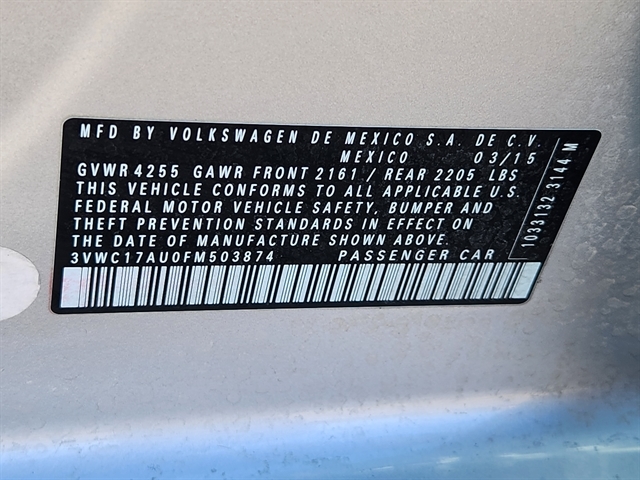 MFD BY VOLKSWAGEN DE MEXICO S.A. DE C.V.
MEXICO 03/15
GVWR 4255 GAWR FRONT 2161 / REAR 2205 LBS
THIS VEHICLE CONFORMS TO ALL APPLICABLE U.S.
FEDERAL MOTOR VEHICLE SAFETY, BUMPER AND
THEFT PREVENTION STANDARDS IN EFFECT ON
THE DATE OF MANUFACTURE SHOWN ABOVE.
3VWC17AU0FM503874 PASSENGER CAR
1033132 3144 M